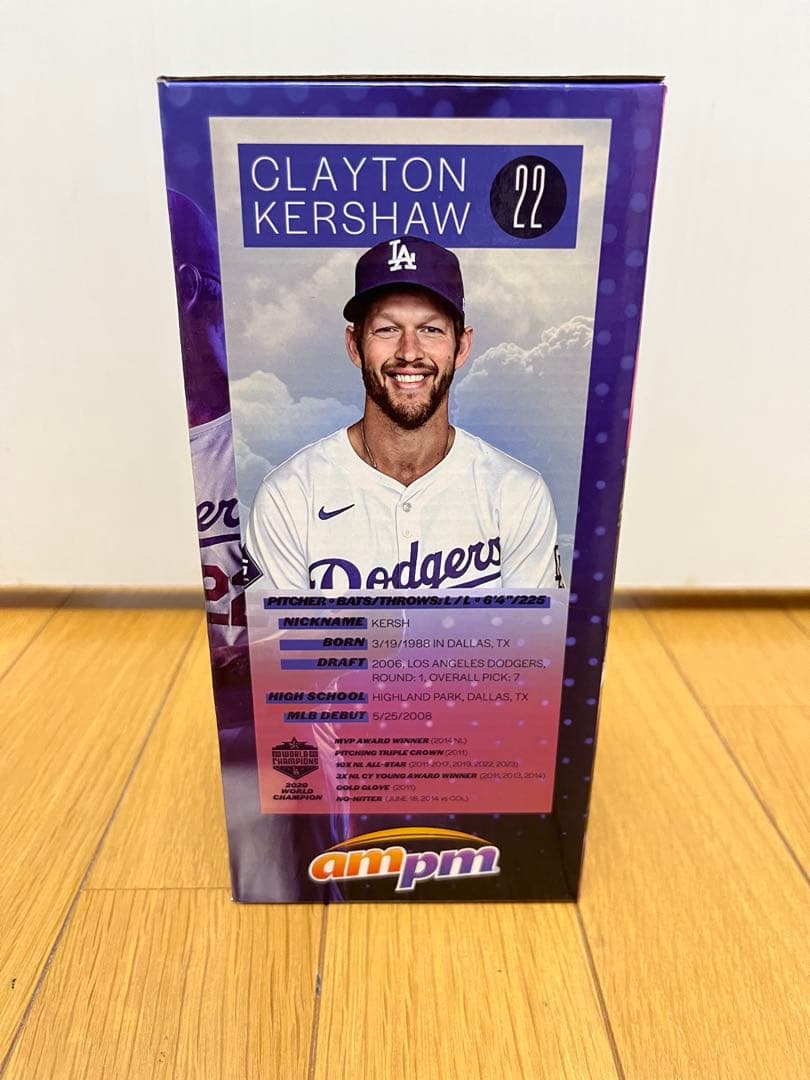 CLAYTON
KERSHAW
22
LA
er
22
Dodgers
PITCHER • BATS/THROWS: L / L • 6'4"/225
NICKNAME KERSH
BORN 3/19/1988 IN DALLAS, TX
DRAFT 2006, LOS ANGELES DODGERS,
ROUND: 1, OVERALL PICK: 7
HIGH SCHOOL HIGHLAND PARK, DALLAS, TX
MLB DEBUT 5/25/2008
WORLD
CHAMPIONS
2020
WORLD
CHAMPION
MVP AWARD WINNER (2014 NL)
PITCHING TRIPLE CROWN (2011)
10X NL ALL-STAR (2011-2017, 2019, 2022, 2023)
3X NL CY YOUNG AWARD WINNER (2011, 2013, 2014)
GOLD GLOVE (2011)
NO-HITTER (JUNE 18, 2014 vs COL)
ampm